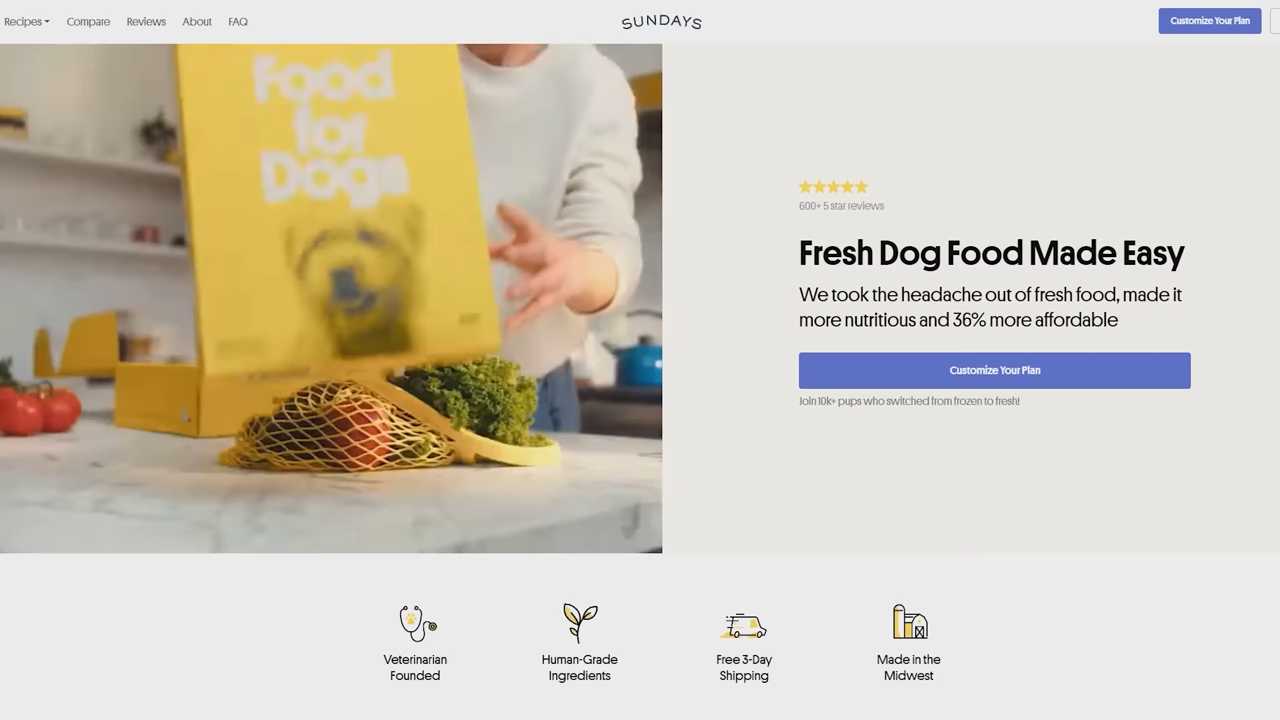 Recipes
Compare
Reviews
About
FAQ
SUNDAYS
Customize Your Plan
Food
for
Dogs
600+ 5 star reviews
Fresh Dog Food Made Easy
We took the headache out of fresh food, made it
more nutritious and 36% more affordable
Customize Your Plan
Join 10k+ pups who switched from frozen to fresh!
Veterinarian
Founded
Human-Grade
Ingredients
Free 3-Day
Shipping
Made in the
Midwest